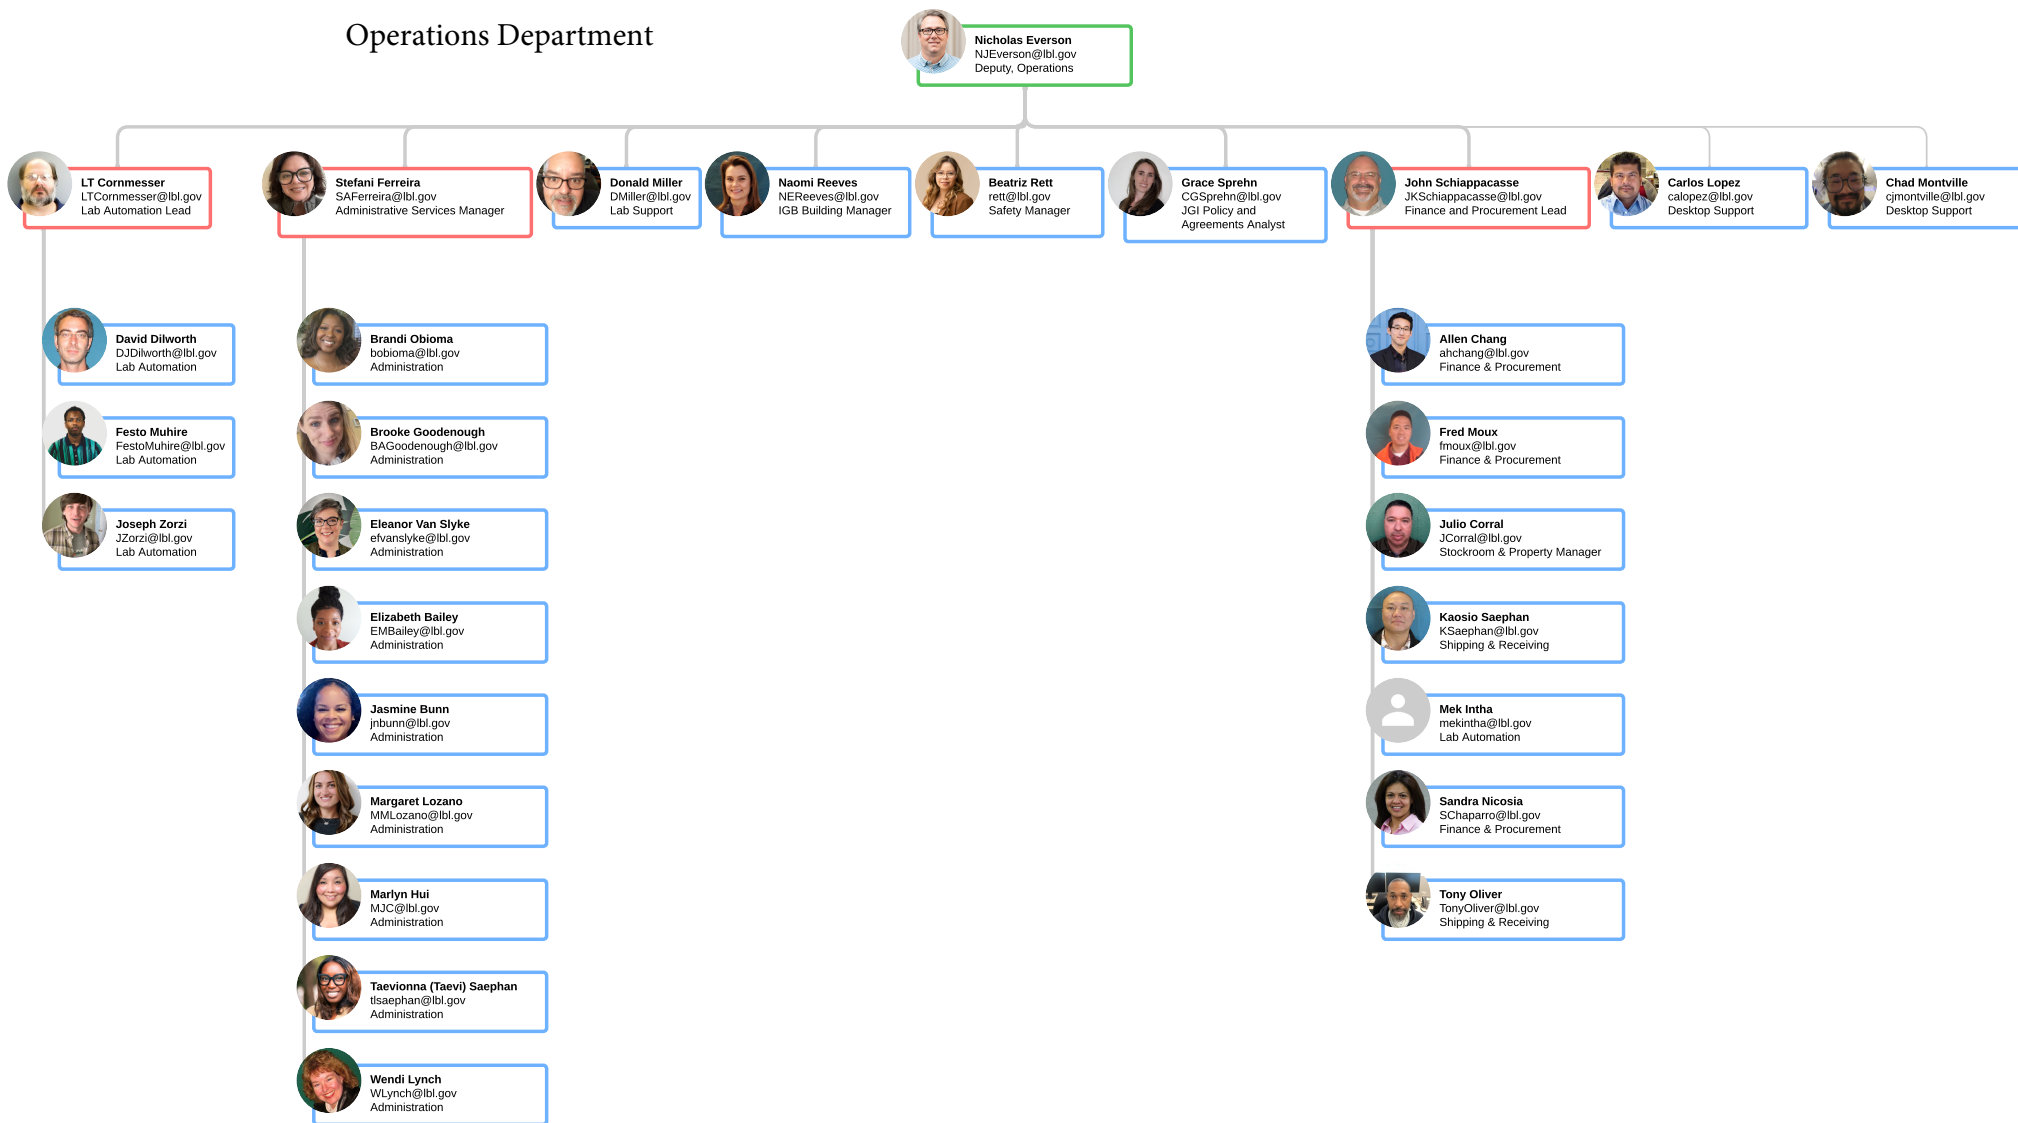 Operations Department
Nicholas Everson
NJEverson@lbl.gov
Deputy, Operations
LT Cornmesser
LTCornmesser@lbl.gov
Lab Automation Lead
Stefani Ferreira
SAFerreira@lbl.gov
Administrative Services Manager
Donald Miller
DMiller@lbl.gov
Lab Support
Naomi Reeves
NEReeves@lbl.gov
IGB Building Manager
Beatriz Rett
rett@lbl.gov
Safety Manager
Grace Sprehn
CGSprehn@lbl.gov
JGI Policy and
Agreements Analyst
John Schiappacasse
JKSchiappacasse@lbl.gov
Finance and Procurement Lead
Carlos Lopez
calopez@lbl.gov
Desktop Support
Chad Montville
cjmontville@lbl.gov
Desktop Support
David Dilworth
DJDilworth@lbl.gov
Lab Automation
Festo Muhire
FestoMuhire@lbl.gov
Lab Automation
Joseph Zorzi
JZorzi@lbl.gov
Lab Automation
Brandi Obioma
bobioma@lbl.gov
Administration
Brooke Goodenough
BAGoodenough@lbl.gov
Administration
Eleanor Van Slyke
efvanslyke@lbl.gov
Administration
Elizabeth Bailey
EMBailey@lbl.gov
Administration
Jasmine Bunn
jnbunn@lbl.gov
Administration
Margaret Lozano
MMLozano@lbl.gov
Administration
Marlyn Hui
MJC@lbl.gov
Administration
Taevionna (Taevi) Saephan
tlsaephan@lbl.gov
Administration
Wendi Lynch
WLynch@lbl.gov
Administration
Allen Chang
ahchang@lbl.gov
Finance & Procurement
Fred Moux
fmoux@lbl.gov
Finance & Procurement
Julio Corral
JCorral@lbl.gov
Stockroom & Property Manager
Kaosio Saephan
KSaephan@lbl.gov
Shipping & Receiving
Mek Intha
mekintha@lbl.gov
Lab Automation
Sandra Nicosia
SChaparro@lbl.gov
Finance & Procurement
Tony Oliver
TonyOliver@lbl.gov
Shipping & Receiving